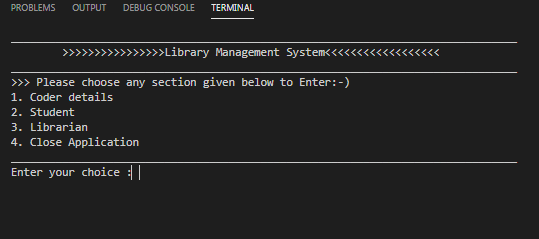 PROBLEMS OUTPUT DEBUG CONSOLE TERMINAL
>>>>>>>>>>>>>>>>Library Management System<<<<<<<<<<<<<<<<<<
>>> Please choose any section given below to Enter:-)
1. Coder details
2. Student
3. Librarian
4. Close Application
Enter your choice :